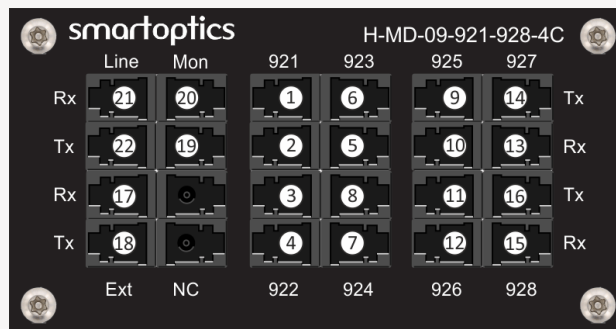 smartoptics H-MD-09-921-928-4C
Line Mon 921 923 925 927
Rx 21 20 1 6 9 14 Tx
Tx 22 19 2 5 10 13 Rx
Rx 17 3 8 11 16 Tx
Tx 18 4 7 12 15 Rx
Ext NC 922 924 926 928